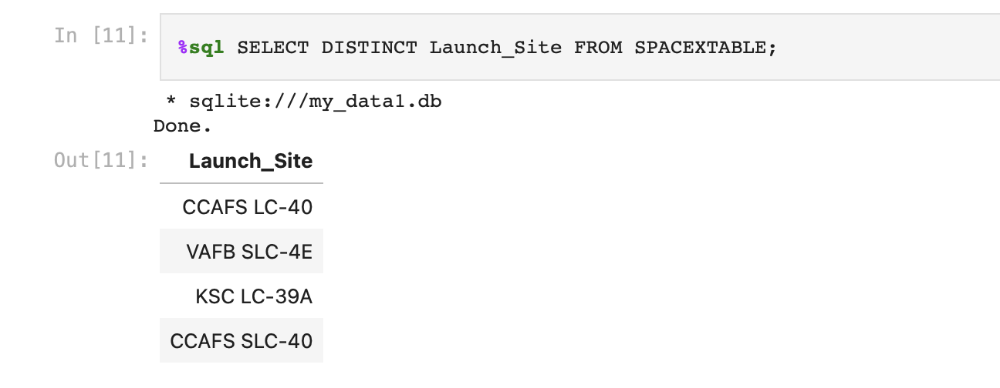 In [11]: %sql SELECT DISTINCT Launch_Site FROM SPACEXTABLE;
* sqlite:///my_data1.db
Done.
Out[11]: Launch_Site
CCAFS LC-40
VAFB SLC-4E
KSC LC-39A
CCAFS SLC-40